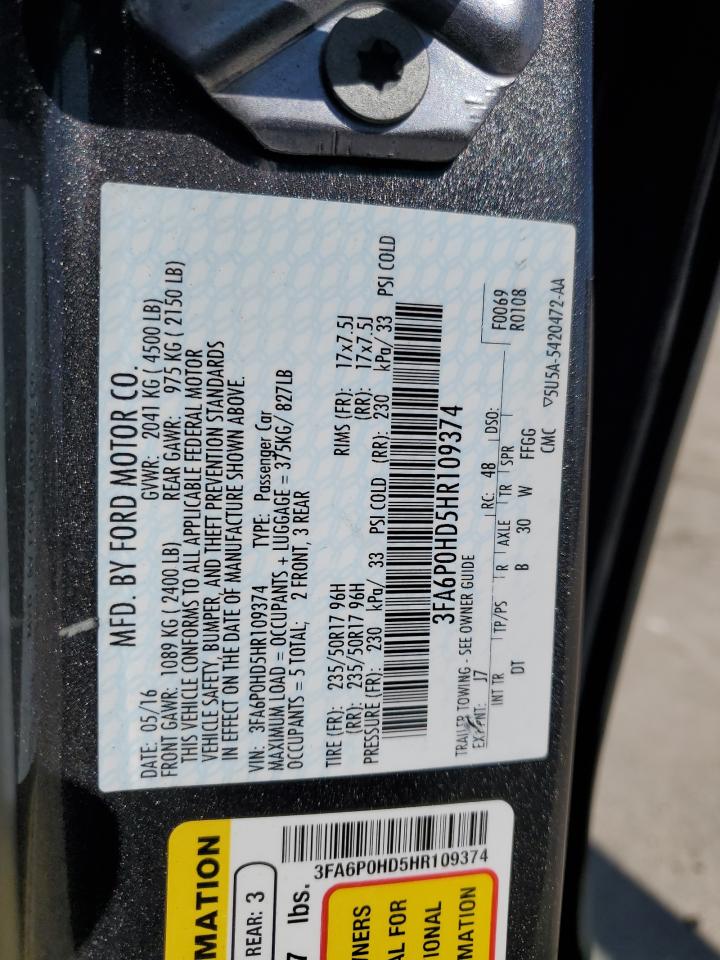 MFD. BY FORD MOTOR CO.
DATE: 05/16 GVWR: 2041 KG ( 4500 LB)
FRONT GAWR: 1089 KG ( 2400 LB) REAR GAWR: 975 KG ( 2150 LB)
THIS VEHICLE CONFORMS TO ALL APPLICABLE FEDERAL MOTOR
VEHICLE SAFETY, BUMPER, AND THEFT PREVENTION STANDARDS
IN EFFECT ON THE DATE OF MANUFACTURE SHOWN ABOVE.
VIN: 3FA6P0HD5HR109374 TYPE: Passenger Car
MAXIMUM LOAD = OCCUPANTS + LUGGAGE = 375KG/ 827LB
OCCUPANTS = 5 TOTAL; 2 FRONT, 3 REAR
TIRE (FR): 235/50R17 96H RIMS (FR): 17x7.5J
(RR): 235/50R17 96H (RR): 17x7.5J
PRESSURE (FR): 230 kPa/ 33 PSI COLD (RR): 230 kPa/ 33 PSI COLD
3FA6P0HD5HR109374
TRAILER TOWING - SEE OWNER GUIDE
EXT PNT: J7 RC: 48 DSO:
INT TR TP/PS R AXLE TR SPR
DT B 30 W FFGG
F0069
R0108
CMC
▽5U5A-5420472-AA
MATION
REAR: 3
3FA6P0HD5HR109374
7 lbs.
WNERS
AL FOR
IONAL
MATION